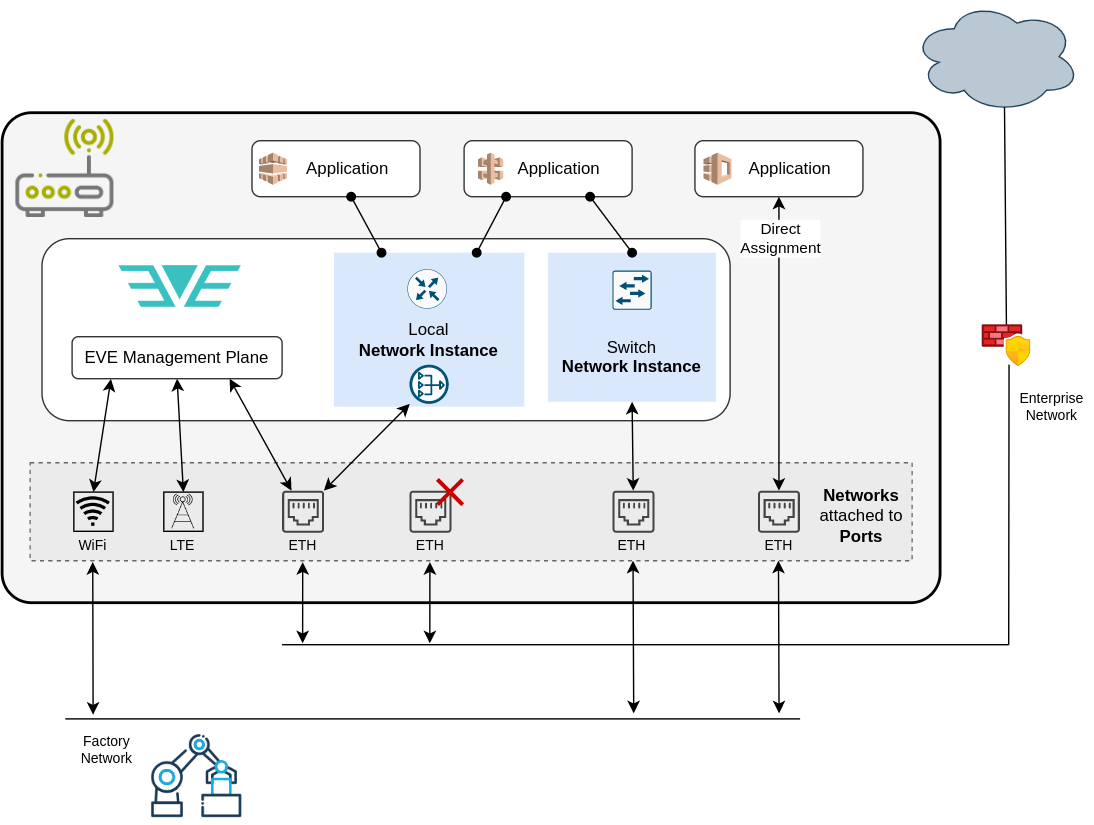 Application
Application
Application
Direct
Assignment
Local
Network Instance
EVE Management Plane
Switch
Network Instance
Enterprise
Network
Networks
attached to
Ports
WiFi
LTE
ETH
ETH
ETH
ETH
Factory
Network